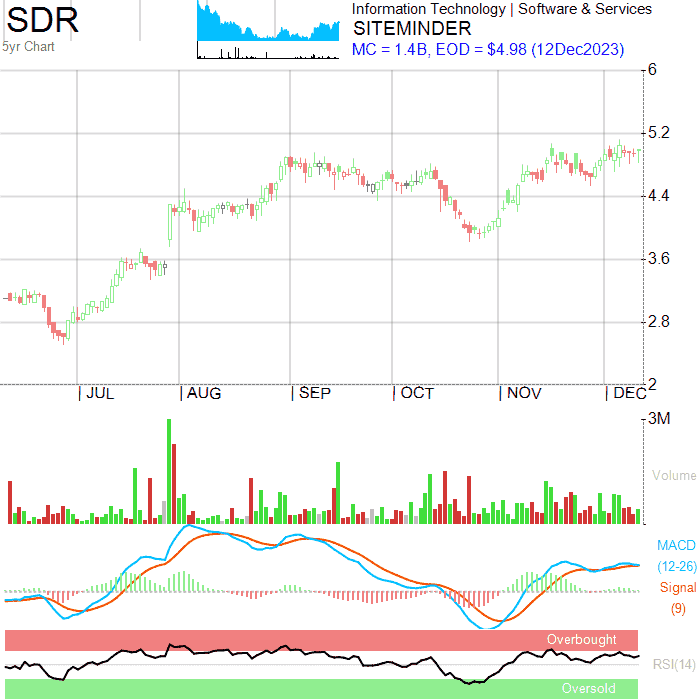 SDR
5yr Chart
Information Technology | Software & Services
SITEMINDER
MC = 1.4B, EOD = $4.98 (12Dec2023)
6
5.2
4.4
3.6
2.8
2
| JUL
| AUG
| SEP
| OCT
| NOV
| DEC
3M
Volume
MACD
(12-26)
Signal
(9)
Overbought
RSI(14)
Oversold